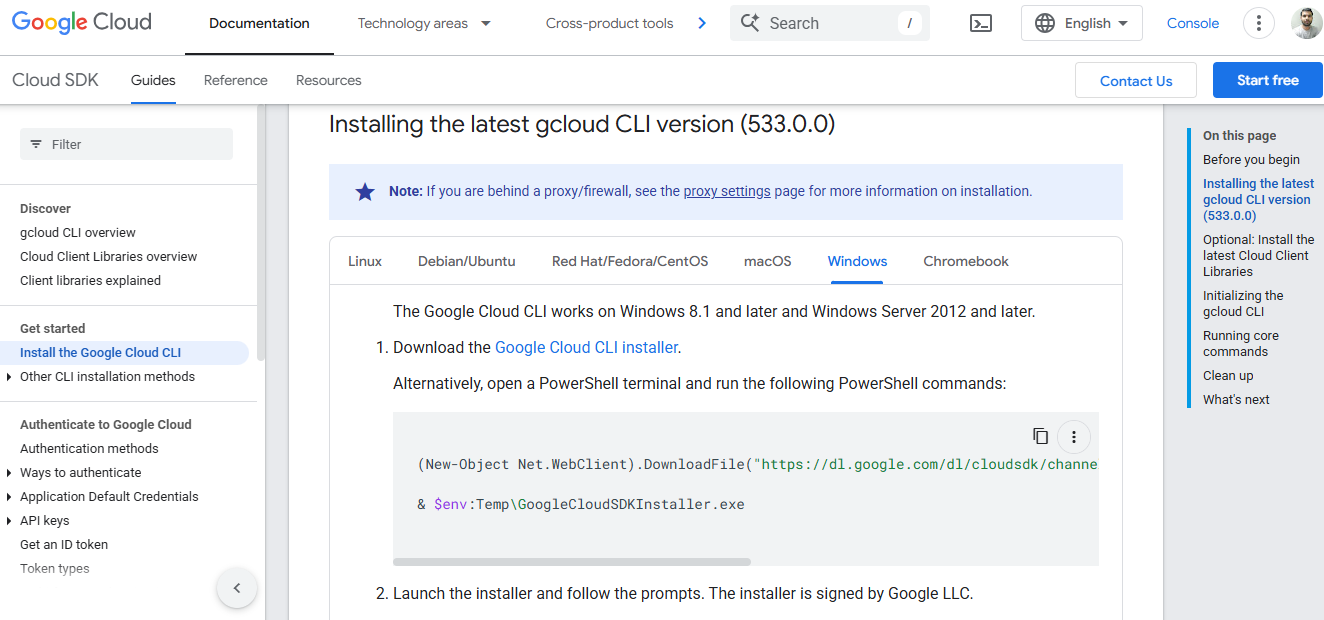 Google Cloud
Documentation
Technology areas
Cross-product tools
Search
/
English
Console
Cloud SDK
Guides
Reference
Resources
Contact Us
Start free
Filter
Discover
gcloud CLI overview
Cloud Client Libraries overview
Client libraries explained
Get started
Install the Google Cloud CLI
Other CLI installation methods
Authenticate to Google Cloud
Authentication methods
Ways to authenticate
Application Default Credentials
API keys
Get an ID token
Token types
Installing the latest gcloud CLI version (533.0.0)
Note: If you are behind a proxy/firewall, see the proxy settings page for more information on installation.
Linux
Debian/Ubuntu
Red Hat/Fedora/CentOS
macOS
Windows
Chromebook
The Google Cloud CLI works on Windows 8.1 and later and Windows Server 2012 and later.
1. Download the Google Cloud CLI installer.
Alternatively, open a PowerShell terminal and run the following PowerShell commands:
(New-Object Net.WebClient).DownloadFile("https://dl.google.com/dl/cloudsdk/channe
& $env:Temp\GoogleCloudSDKInstaller.exe
2. Launch the installer and follow the prompts. The installer is signed by Google LLC.
On this page
Before you begin
Installing the latest
gcloud CLI version
(533.0.0)
Optional: Install the
latest Cloud Client
Libraries
Initializing the
gcloud CLI
Running core
commands
Clean up
What's next